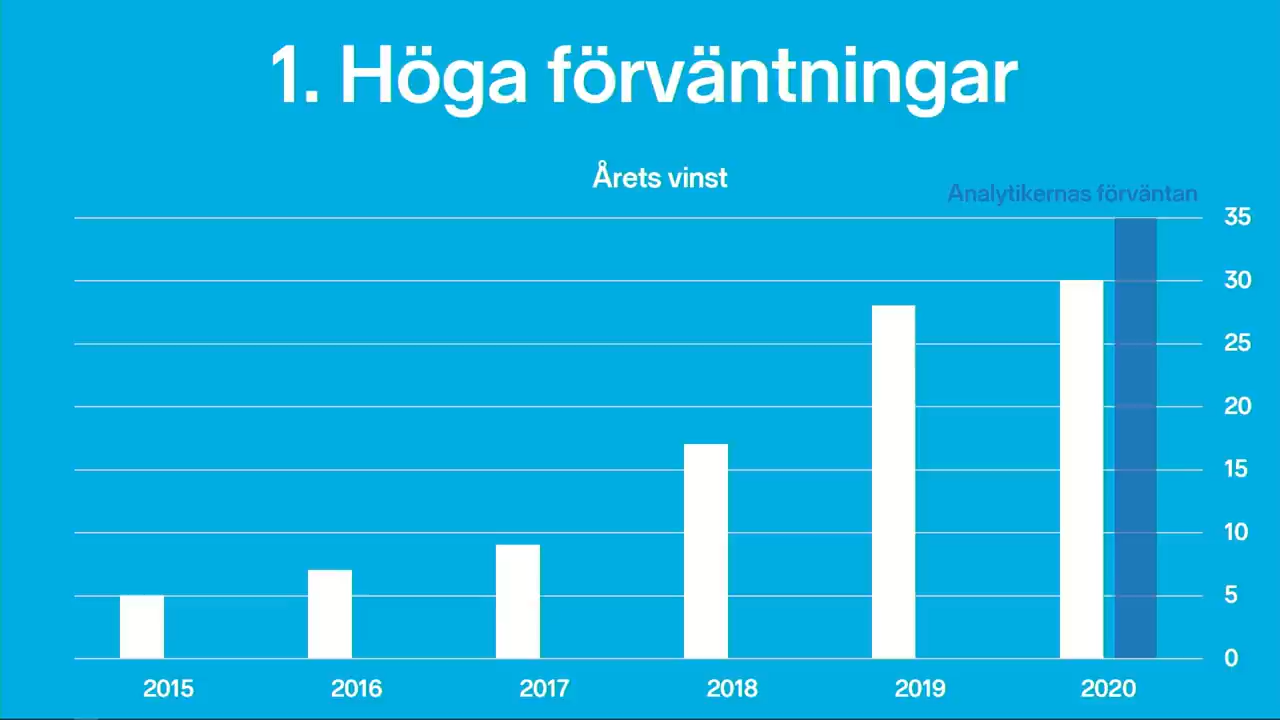 1. Höga förväntningar
Årets vinst
Analytikernas förväntan
35
30
25
20
15
10
5
0
2015 2016 2017 2018 2019 2020